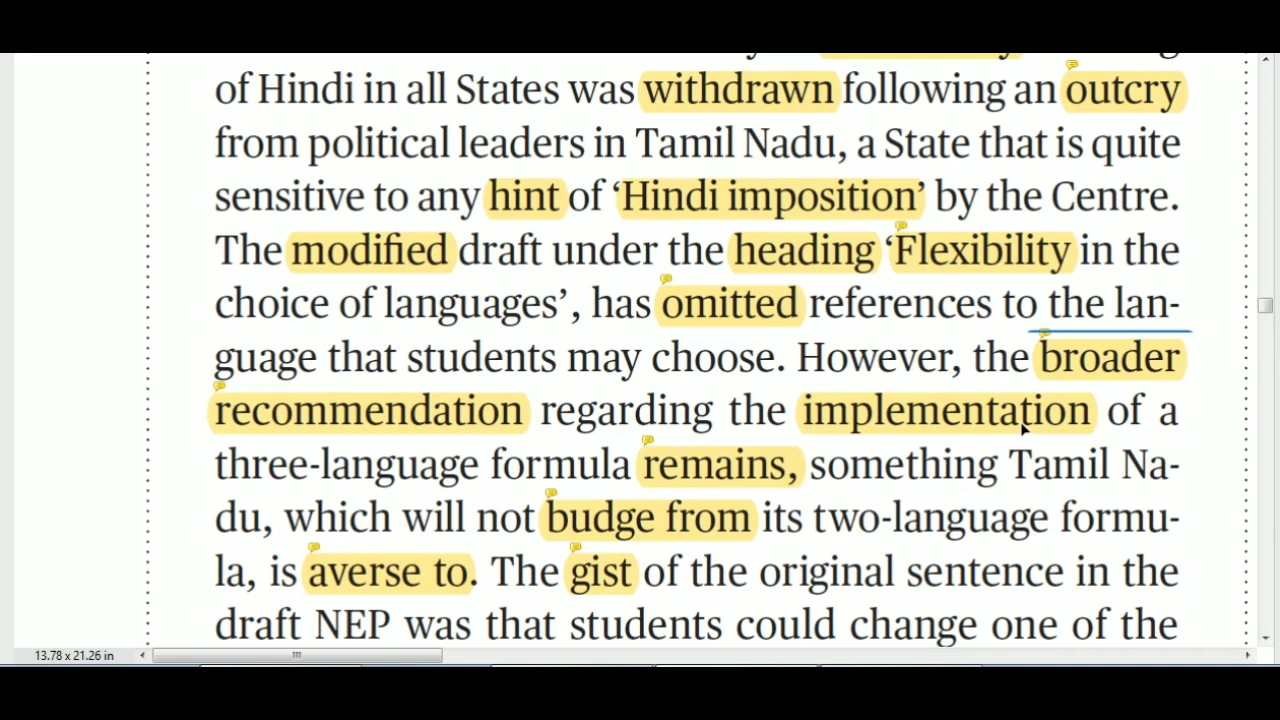 of Hindi in all States was withdrawn following an outcry
from political leaders in Tamil Nadu, a State that is quite
sensitive to any hint of ‘Hindi imposition’ by the Centre.
The modified draft under the heading ‘Flexibility in the
choice of languages’, has omitted references to the lan-
guage that students may choose. However, the broader
recommendation regarding the implementation of a
three-language formula remains, something Tamil Na-
du, which will not budge from its two-language formu-
la, is averse to. The gist of the original sentence in the
draft NEP was that students could change one of the
13.78 x 21.26 in